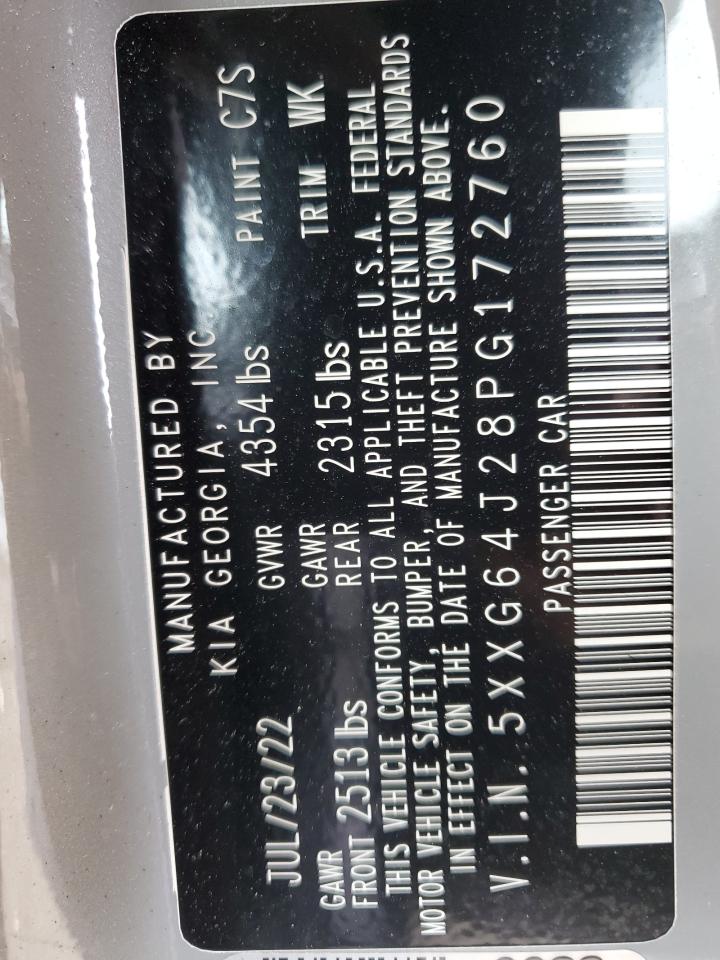 MANUFACTURED BY
KIA GEORGIA, INC.
JUL/23/22 GVWR 4354 lbs PAINT C7S
GAWR GAWR
FRONT 2513 lbs REAR 2315 lbs TRIM WK
THIS VEHICLE CONFORMS TO ALL APPLICABLE U.S.A. FEDERAL
MOTOR VEHICLE SAFETY, BUMPER, AND THEFT PREVENTION STANDARDS
IN EFFECT ON THE DATE OF MANUFACTURE SHOWN ABOVE.
V.I.N. 5XXG64J28PG172760
PASSENGER CAR